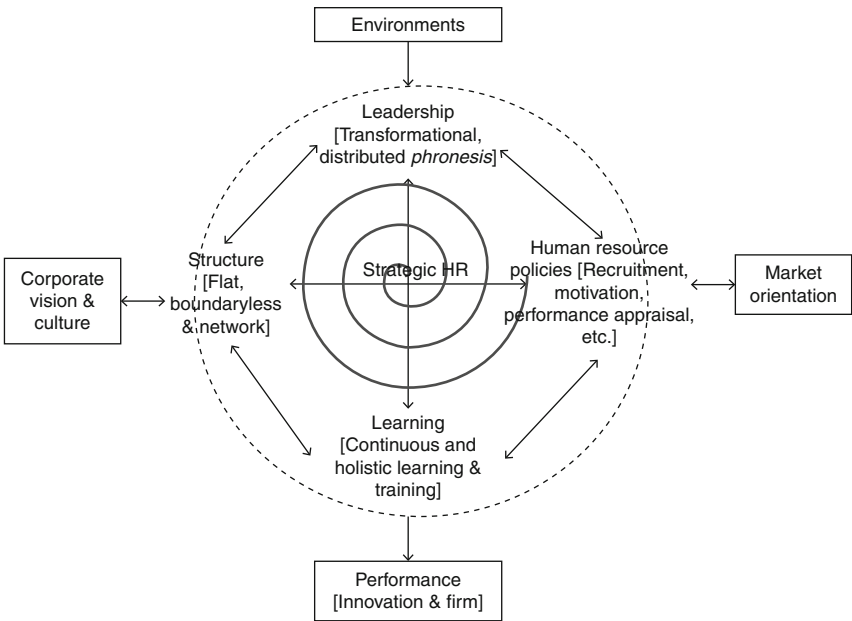 Environments
Leadership
[Transformational,
distributed phronesis]
Structure
[Flat,
boundaryless
& network]
Strategic HR
Human resource
policies [Recruitment,
motivation,
performance appraisal,
etc.]
Corporate
vision &
culture
Market
orientation
Learning
[Continuous and
holistic learning &
training]
Performance
[Innovation & firm]